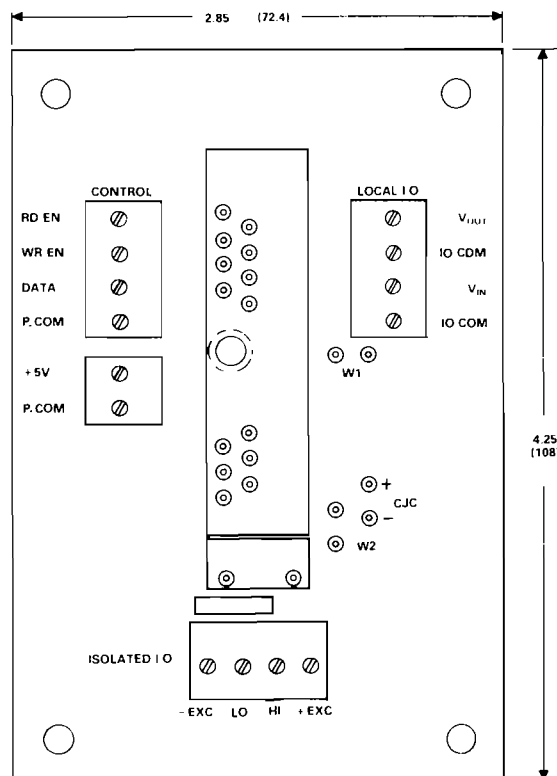 2.85 (72.4)
CONTROL
RD EN
WR EN
DATA
P.COM
+5V
P.COM
LOCAL I O
VOUT
IO COM
VIN
IO COM
W1
4.25
(108)
+
CJC
−
W2
ISOLATED I O
– EXC LO HI + EXC